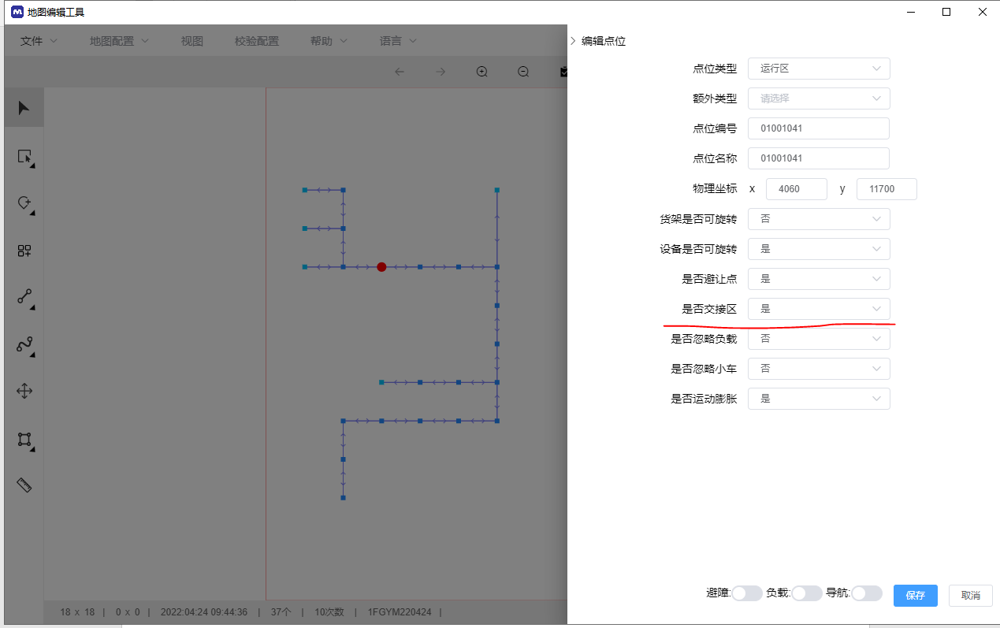 地图编辑工具
文件 地图配置 视图 校验配置 帮助 语言
编辑点位
点位类型 运行区
额外类型 请选择
点位编号 01001041
点位名称 01001041
物理坐标 x 4060 y 11700
货架是否可旋转 否
设备是否可旋转 是
是否避让点 是
是否交接区 是
是否忽略负载 否
是否忽略小车 否
是否运动膨胀 是
避障: 负载: 导航: 保存 取消
18 x 18 | 0 x 0 | 2022:04:24 09:44:36 | 37个 | 10次数 | 1FGYM220424 |